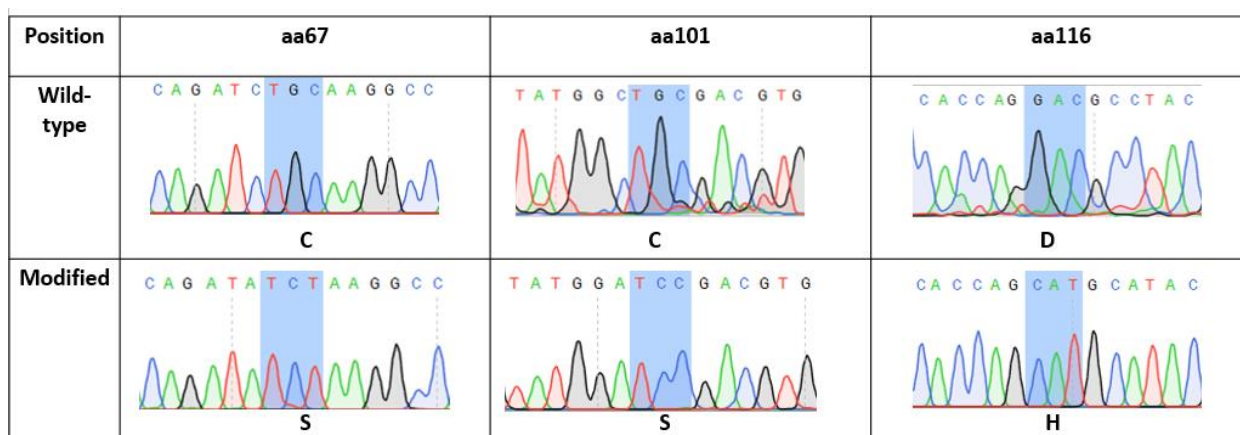 Position aa67 aa101 aa116
Wild-type
C A G A T C T G C A A G G C C
T A T G G C T G C G A C G T G
C A C C A G G A C G C C T A C
C C D
Modified
C A G A T A T C T A A G G C C
T A T G G A T C C G A C G T G
C A C C A G C A T G C A T A C
S S H